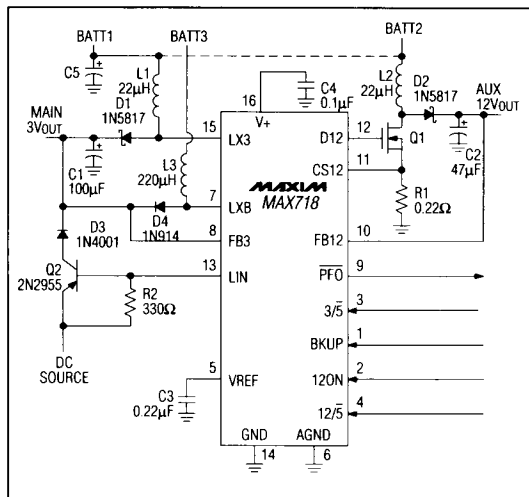 BATT1
BATT3
BATT2
C5
+
L1
22µH
D1
1N5817
MAIN
3VOUT
C1
100µF
+
L3
220µH
D4
1N914
D3
1N4001
Q2
2N2955
R2
330Ω
DC
SOURCE
C3
0.22µF
16
V+
C4
0.1µF
15
LX3
7
LXB
8
FB3
13
LIN
5
VREF
MAXIM
MAX718
GND
14
AGND
6
L2
22µH
D2
1N5817
AUX
12VOUT
D12
12
Q1
+
C2
47µF
CS12
11
R1
0.22Ω
FB12
10
PFO
9
3/5
3
BKUP
1
12ON
2
12/5
4